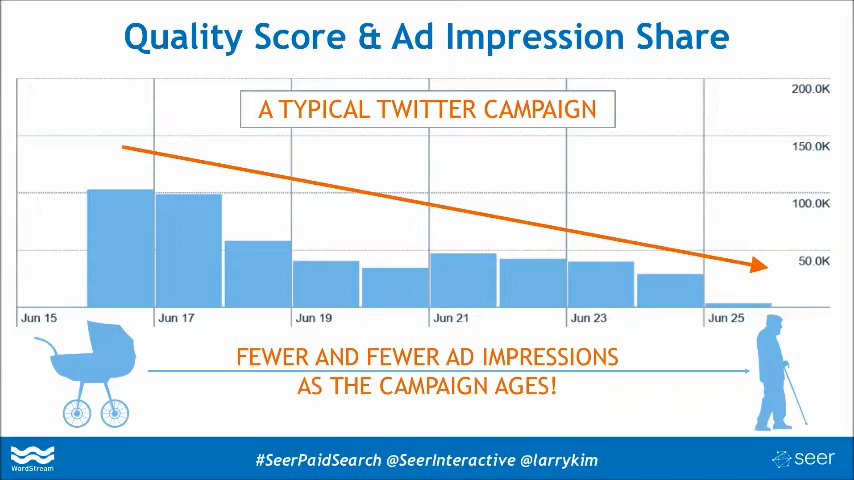 Quality Score & Ad Impression Share
A TYPICAL TWITTER CAMPAIGN
200.0K
150.0K
100.0K
50.0K
Jun 15
Jun 17
Jun 19
Jun 21
Jun 23
Jun 25
FEWER AND FEWER AD IMPRESSIONS
AS THE CAMPAIGN AGES!
WordStream
#SeerPaidSearch @SeerInteractive @larrykim
seer